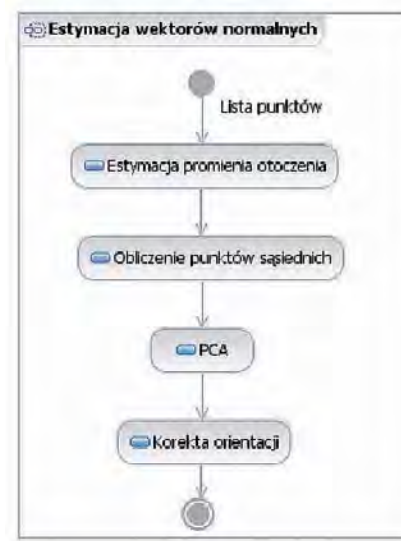 Estymacja wektorów normalnych
Lista punktów
Estymacja promienia otoczenia
Obliczenie punktów sąsiednich
PCA
Korekta orientacji